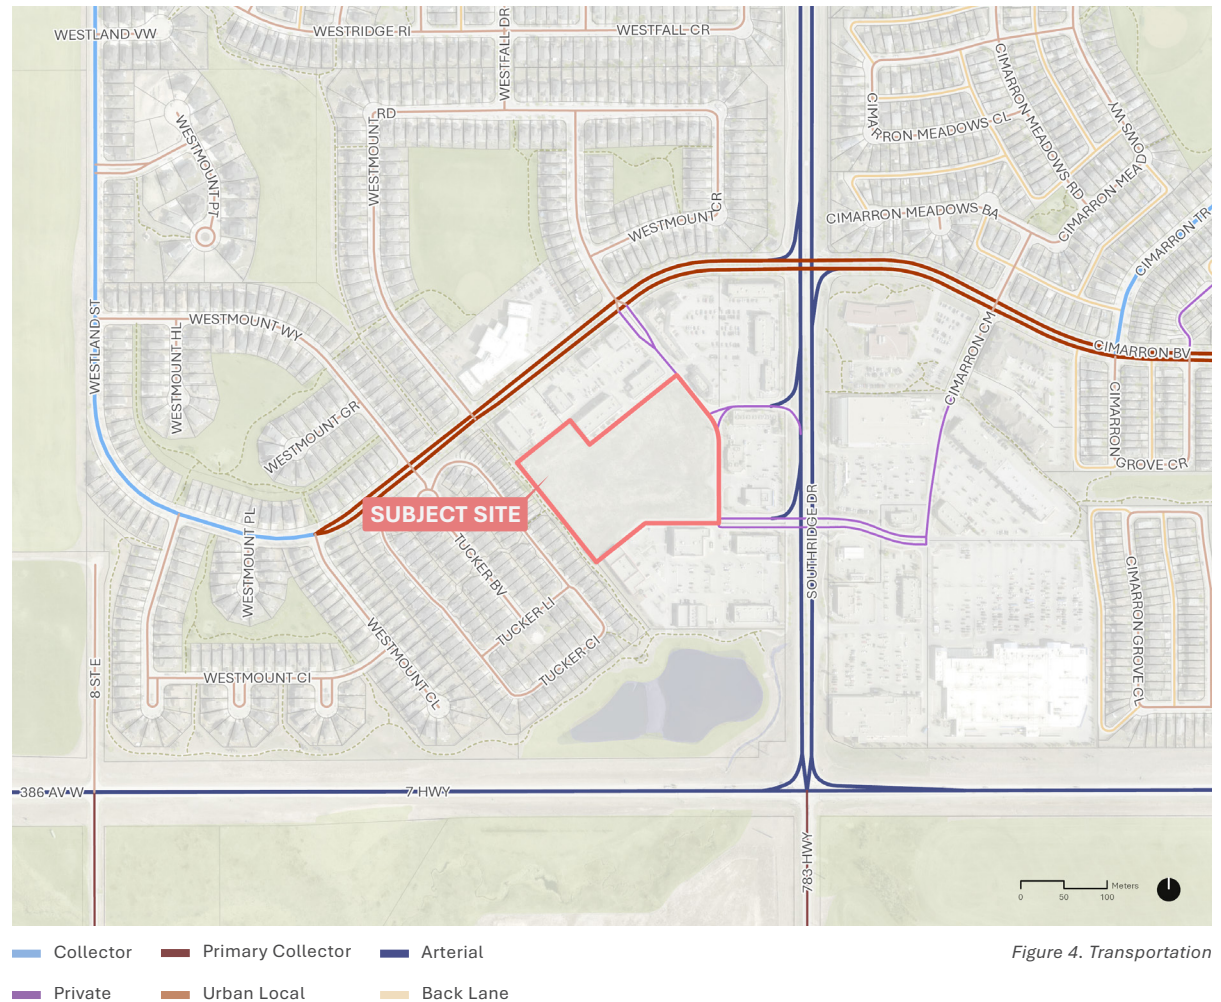 WESTLAND VW
WESTRIDGE RI
WESTFALL DR
WESTFALL CR
CIMARRON MEADOWS CL
CIMARRON MEADOWS RD
CIMARRON MEADOWS WY
WESTMOUNT RD
WESTMOUNT PT
WESTMOUNT CR
CIMARRON MEADOWS BA
CIMARRON TR
WESTLAND ST
WESTMOUNT WY
WESTMOUNT HL
WESTMOUNT GR
CIMARRON CM
CIMARRON BV
CIMARRON GROVE CR
SUBJECT SITE
WESTMOUNT PL
TUCKER BV
TUCKER LI
TUCKER CI
SOUTHRIDGE DR
CIMARRON GROVE CL
WESTMOUNT CL
WESTMOUNT CI
8 ST E
386 AV W
7 HWY
783 HWY
Meters
0 50 100
Collector Primary Collector Arterial
Figure 4. Transportation
Private Urban Local Back Lane